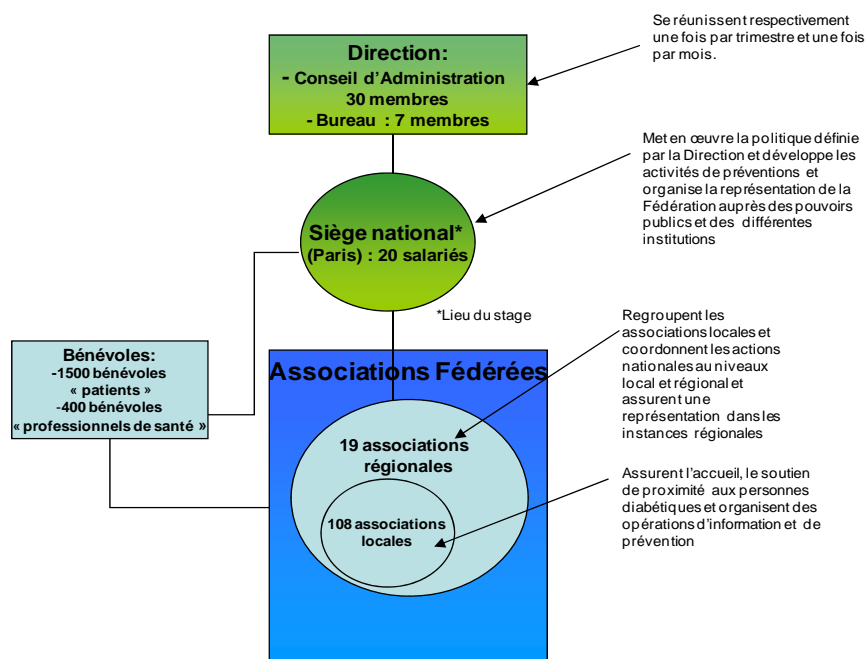 Direction:
- Conseil d'Administration
30 membres
- Bureau : 7 membres
Se réunissent respectivement
une fois par trimestre et une fois
par mois.
Met en œuvre la politique définie
par la Direction et développe les
activités de préventions et
organise la représentation de la
Fédération auprès des pouvoirs
publics et des différentes
institutions
Siège national*
(Paris) : 20 salariés
*Lieu du stage
Bénévoles:
-1500 bénévoles
« patients »
-400 bénévoles
« professionnels de santé »
Associations Fédérées
19 associations
régionales
108 associations
locales
Regroupent les
associations locales et
coordonnent les actions
nationales au niveaux
local et régional et
assurent une
représentation dans les
instances régionales
Assurent l'accueil, le soutien
de proximité aux personnes
diabétiques et organisent des
opérations d'information et de
prévention